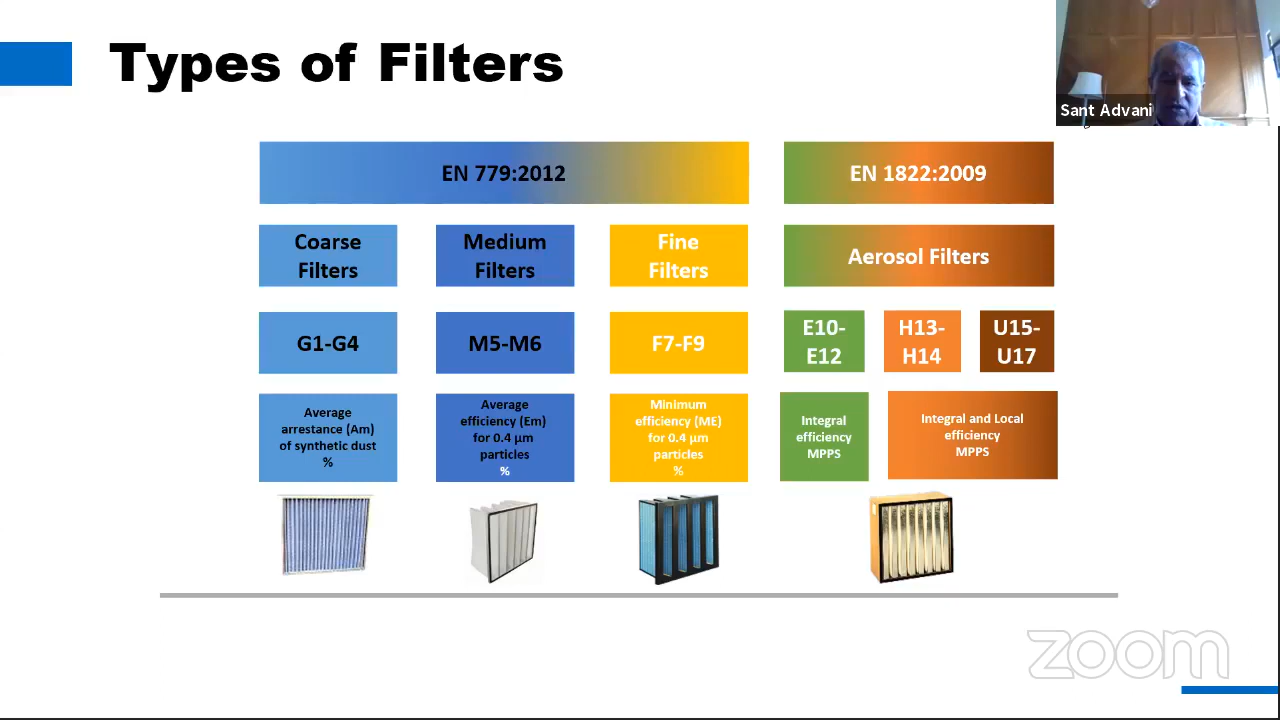 Types of Filters
Sant Advani
EN 779:2012
EN 1822:2009
Coarse
Filters
Medium
Filters
Fine
Filters
Aerosol Filters
G1-G4
M5-M6
F7-F9
E10-
E12
H13-
H14
U15-
U17
Average
arrestance (Am)
of synthetic dust
%
Average
efficiency (Em)
for 0.4 µm
particles
%
Minimum
efficiency (ME)
for 0.4 µm
particles
%
Integral
efficiency
MPPS
Integral and Local
efficiency
MPPS
zoom